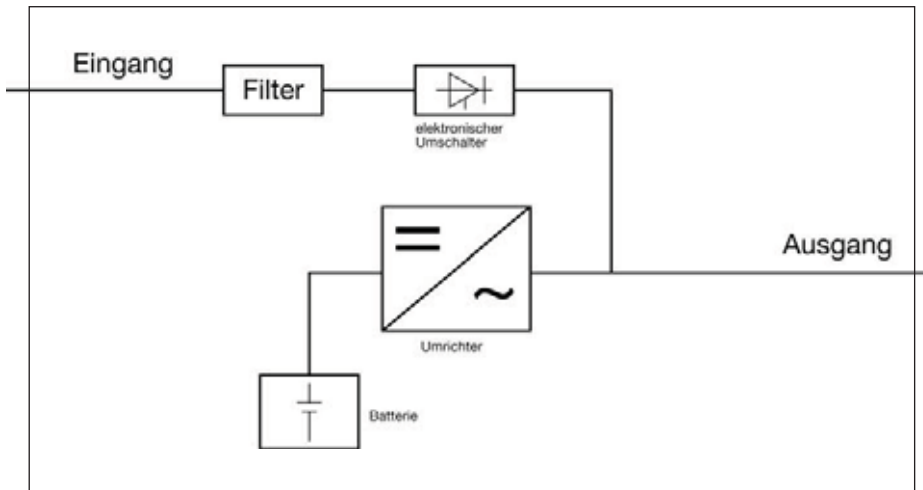 Eingang
Filter
elektronischer
Umschalter
Ausgang
Umrichter
Batterie